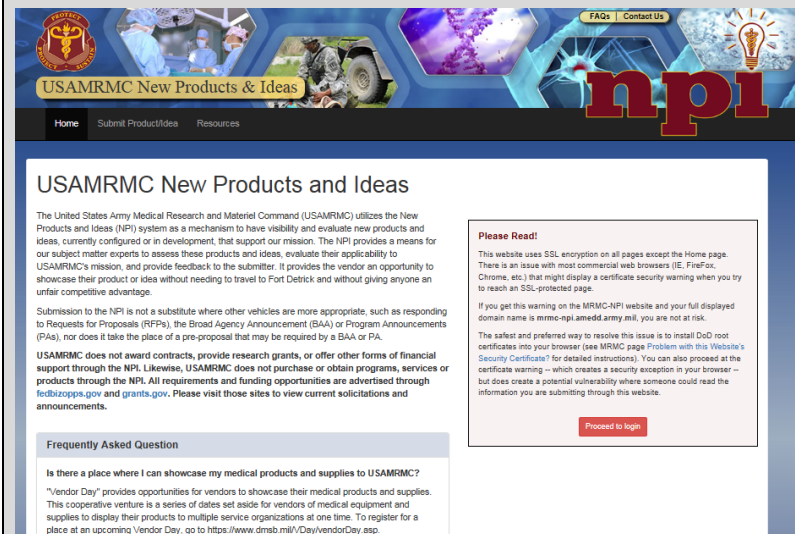 PROTECT
PROJECT
SUSTAIN
FAQs | Contact Us
USAMRMC New Products & Ideas
npi
Home Submit Product/Idea Resources
USAMRMC New Products and Ideas
The United States Army Medical Research and Materiel Command (USAMRMC) utilizes the New
Products and Ideas (NPI) system as a mechanism to have visibility and evaluate new products and
ideas, currently configured or in development, that support our mission. The NPI provides a means for
our subject matter experts to assess these products and ideas, evaluate their applicability to
USAMRMC's mission, and provide feedback to the submitter. It provides the vendor an opportunity to
showcase their product or idea without needing to travel to Fort Detrick and without giving anyone an
unfair competitive advantage.
Submission to the NPI is not a substitute where other vehicles are more appropriate, such as responding
to Requests for Proposals (RFPs), the Broad Agency Announcement (BAA) or Program Announcements
(PAs), nor does it take the place of a pre-proposal that may be required by a BAA or PA.
USAMRMC does not award contracts, provide research grants, or offer other forms of financial
support through the NPI. Likewise, USAMRMC does not purchase or obtain programs, services or
products through the NPI. All requirements and funding opportunities are advertised through
fedbizopps.gov and grants.gov. Please visit those sites to view current solicitations and
announcements.
Frequently Asked Question
Is there a place where I can showcase my medical products and supplies to USAMRMC?
"Vendor Day" provides opportunities for vendors to showcase their medical products and supplies.
This cooperative venture is a series of dates set aside for vendors of medical equipment and
supplies to display their products to multiple service organizations at one time. To register for a
place at an upcoming Vendor Day, go to https://www.dmsb.mil/VDay/vendorDay.asp.
Please Read!
This website uses SSL encryption on all pages except the Home page.
There is an issue with most commercial web browsers (IE, FireFox,
Chrome, etc.) that might display a certificate security warning when you try
to reach an SSL-protected page.
If you get this warning on the MRMC-NPI website and your full displayed
domain name is mrmc-npi.amedd.army.mil, you are not at risk.
The safest and preferred way to resolve this issue is to install DoD root
certificates into your browser (see MRMC page Problem with this Website's
Security Certificate? for detailed instructions). You can also proceed at the
certificate warning -- which creates a security exception in your browser --
but does create a potential vulnerability where someone could read the
information you are submitting through this website.
Proceed to login